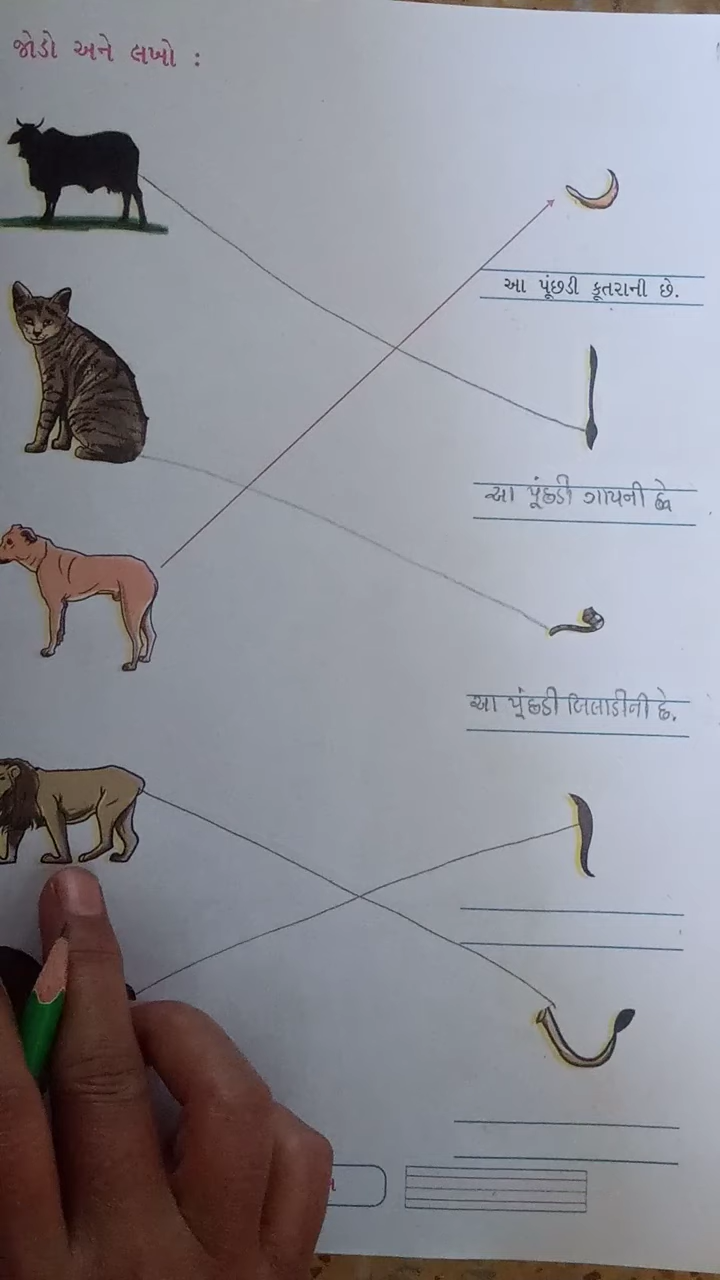 જોડો અને લખો :
આ પૂંછડી કૂતરાની છે.
આ પૂંછડી ગાયની છે
આ પૂંછડી બિલાડીની છે.